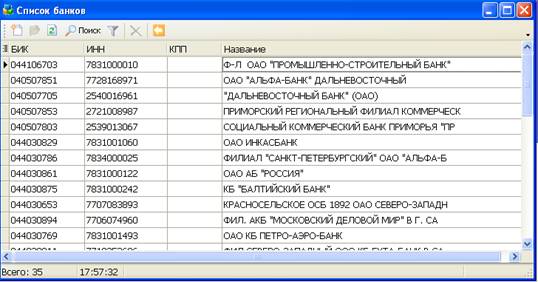 Список банков
Поиск
БИК ИНН КПП Название
044106703 7831000010 Ф-Л ОАО "ПРОМЫШЛЕННО-СТРОИТЕЛЬНЫЙ БАНК"
040507851 7728168971 ОАО "АЛЬФА-БАНК" ДАЛЬНЕВОСТОЧНЫЙ
040507705 2540016961 "ДАЛЬНЕВОСТОЧНЫЙ БАНК" (ОАО)
040507853 2721008987 ПРИМОРСКИЙ РЕГИОНАЛЬНЫЙ ФИЛИАЛ КОММЕРЧЕСК
040507803 2539013067 СОЦИАЛЬНЫЙ КОММЕРЧЕСКИЙ БАНК ПРИМОРЬЯ "ПР
044030829 7831001060 ОАО ИНКАСБАНК
044030786 7834000025 ФИЛИАЛ "САНКТ-ПЕТЕРБУРГСКИЙ" ОАО "АЛЬФА-Б
044030861 7831000122 ОАО АБ "РОССИЯ"
044030875 7831000242 КБ "БАЛТИЙСКИЙ БАНК"
044030653 7707083893 КРАСНОСЕЛЬСКОЕ ОСБ 1892 ОАО СЕВЕРО-ЗАПАДН
044030894 7706074960 ФИЛ. АКБ "МОСКОВСКИЙ ДЕЛОВОЙ МИР" В Г. СА
044030769 7831001493 ОАО КБ ПЕТРО-АЭРО-БАНК
Всего: 35 17:57:32